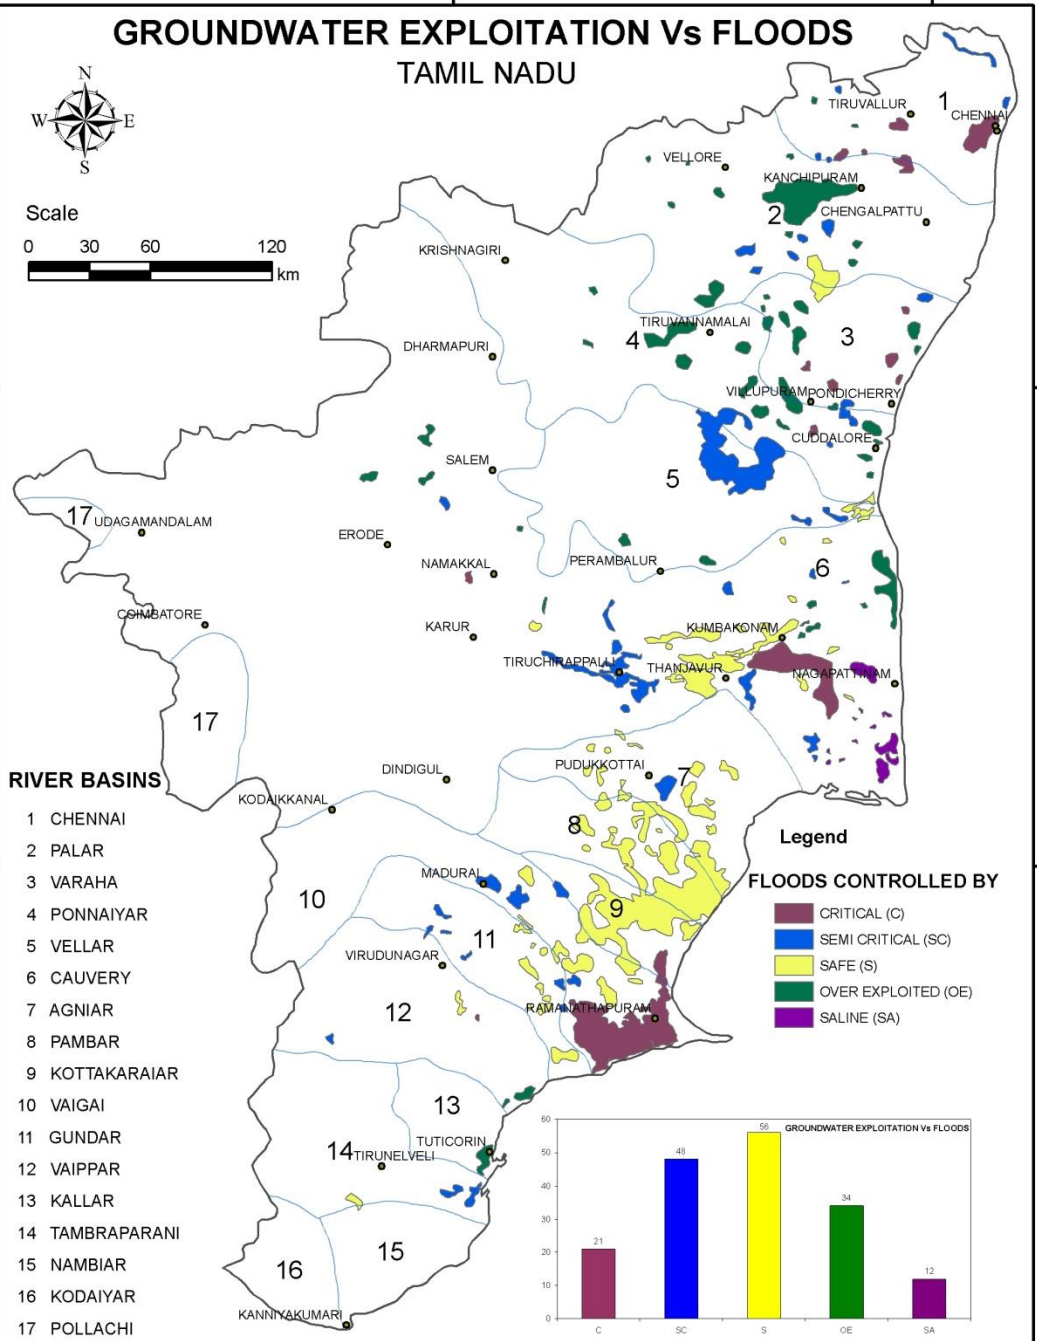 GROUNDWATER EXPLOITATION Vs FLOODS
TAMIL NADU
N
W E
S
Scale
0 30 60 120
km
1
TIRUVALLUR
CHENNAI
VELLORE
KANCHIPURAM
2
CHENGALPATTU
KRISHNAGIRI
TIRUVANNAMALAI
4
3
DHARMAPURI
VILLUPURAM
PONDICHERRY
CUDDALORE
SALEM
5
17
UDAGAMANDALAM
ERODE
NAMAKKAL
PERAMBALUR
6
COIMBATORE
KARUR
KUMBAKONAM
TIRUCHIRAPPALLI
THANJAVUR
NAGAPATTINAM
17
DINDIGUL
PUDUKKOTTAI
7
KODAIKKANAL
8
MADURAI
10
9
11
VIRUDUNAGAR
12
RAMANATHAPURAM
13
TUTICORIN
14
TIRUNELVELI
15
16
KANNIYAKUMARI
RIVER BASINS
1 CHENNAI
2 PALAR
3 VARAHA
4 PONNAIYAR
5 VELLAR
6 CAUVERY
7 AGNIAR
8 PAMBAR
9 KOTTAKARAIAR
10 VAIGAI
11 GUNDAR
12 VAIPPAR
13 KALLAR
14 TAMBRAPARANI
15 NAMBIAR
16 KODAIYAR
17 POLLACHI
Legend
FLOODS CONTROLLED BY
CRITICAL (C)
SEMI CRITICAL (SC)
SAFE (S)
OVER EXPLOITED (OE)
SALINE (SA)
GROUNDWATER EXPLOITATION Vs FLOODS
60
50
40
30
20
10
0
21
48
56
34
12
C SC S OE SA